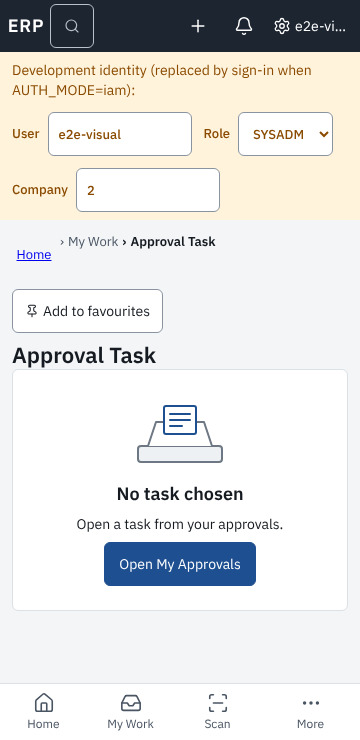 ERP e2e-vi...
Development identity (replaced by sign-in when
AUTH_MODE=iam):
User e2e-visual Role SYSADM
Company 2
Home › My Work › Approval Task
Add to favourites
Approval Task
No task chosen
Open a task from your approvals.
Open My Approvals
Home My Work Scan More